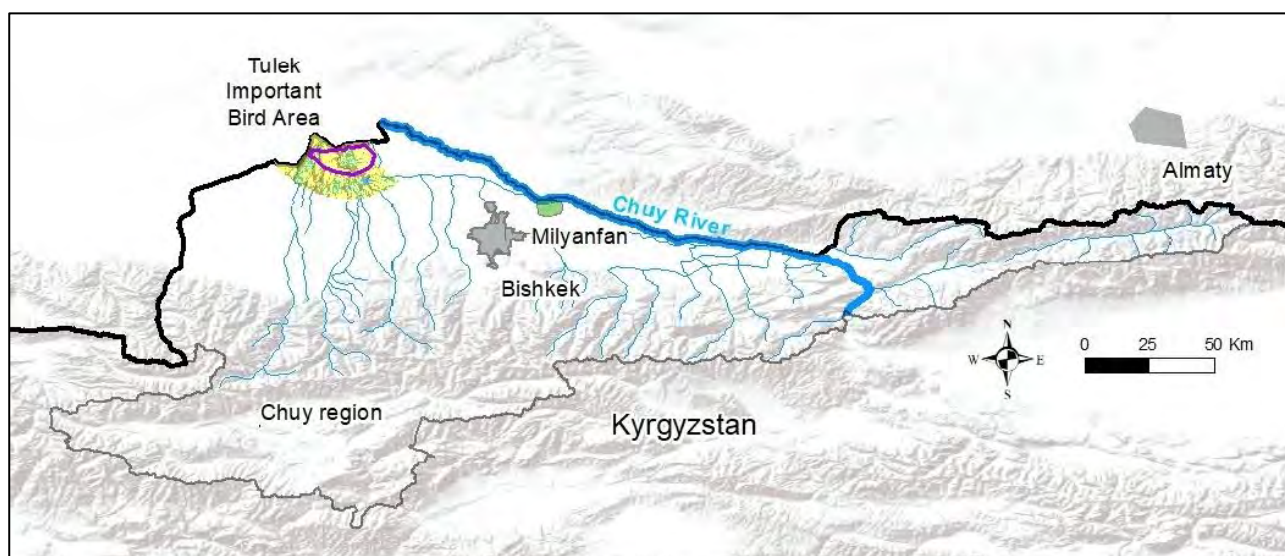 Tulek
Important
Bird Area
Almaty
Chuy River
Milyanfan
Bishkek
N
W E
S
0 25 50 Km
Chuy region
Kyrgyzstan